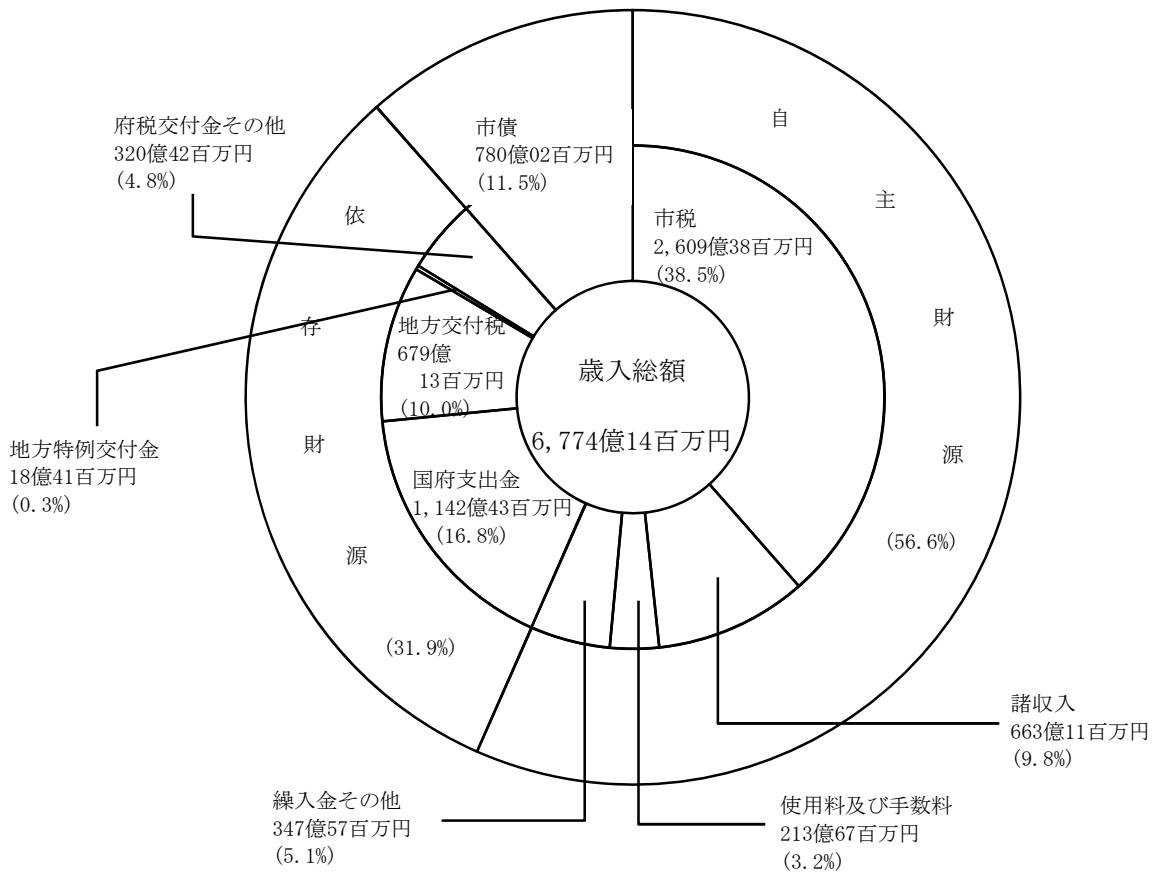 府税交付金その他
320億42百万円
(4.8%)
市債
780億02百万円
(11.5%)
自
主
財
源
(56.6%)
市税
2,609億38百万円
(38.5%)
依
存
財
源
(31.9%)
地方交付税
679億
13百万円
(10.0%)
歳入総額
6,774億14百万円
地方特例交付金
18億41百万円
(0.3%)
国府支出金
1,142億43百万円
(16.8%)
諸収入
663億11百万円
(9.8%)
繰入金その他
347億57百万円
(5.1%)
使用料及び手数料
213億67百万円
(3.2%)